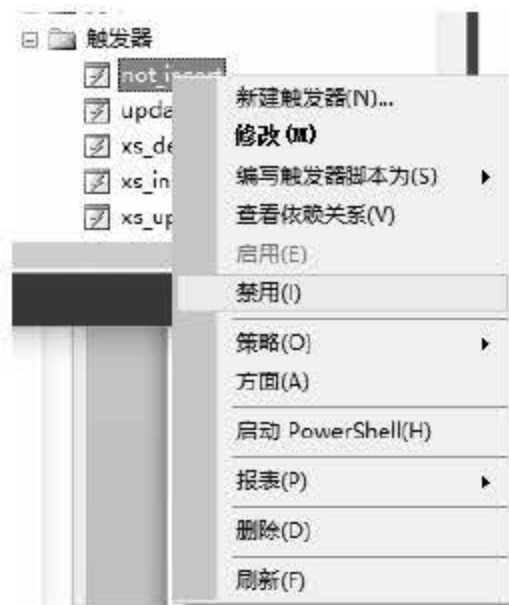 触发器
not_insert
upda
xs_de
xs_in
xs_up
新建触发器(N)...
修改(M)
编写触发器脚本为(S)
查看依赖关系(V)
启用(E)
禁用(I)
策略(O)
方面(A)
启动 PowerShell(H)
报表(P)
删除(D)
刷新(F)